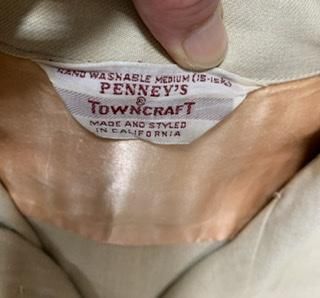 HAND WASHABLE MEDIUM (15-15½)
PENNEY'S
®
TOWNCRAFT
MADE AND STYLED
IN CALIFORNIA